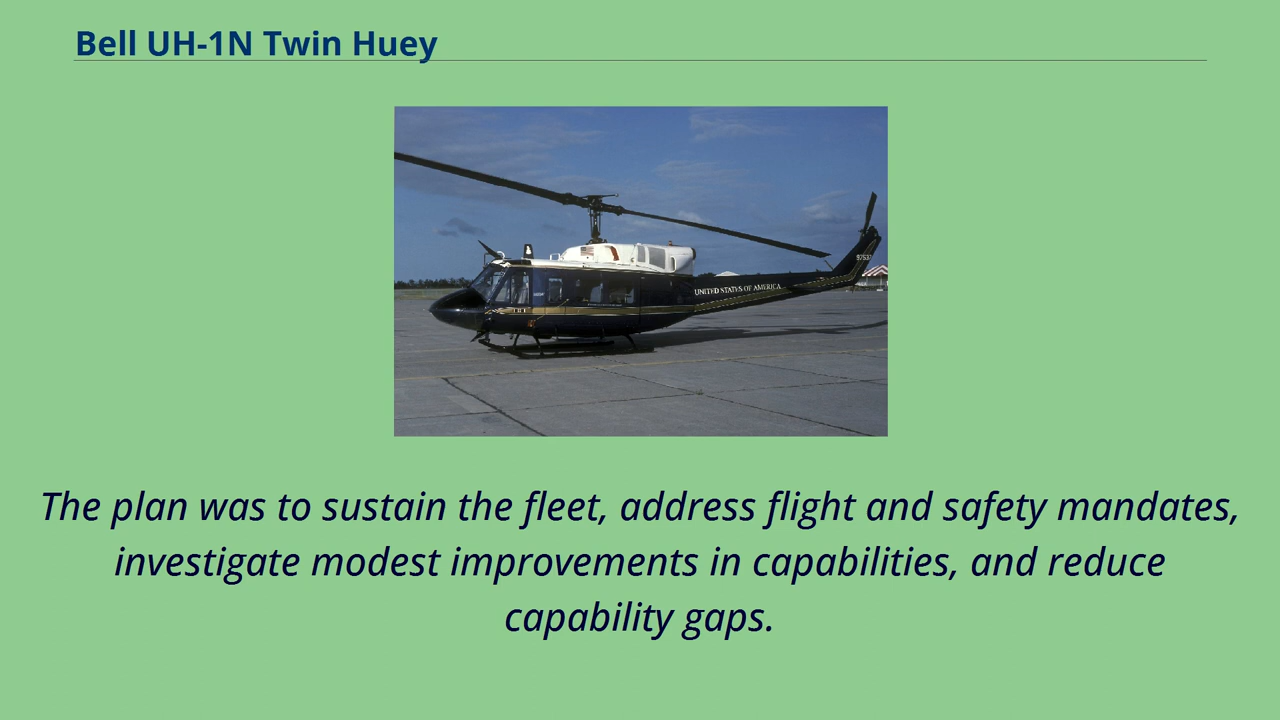 Bell UH-1N Twin Huey
UNITED STATES OF AMERICA
The plan was to sustain the fleet, address flight and safety mandates,
investigate modest improvements in capabilities, and reduce
capability gaps.